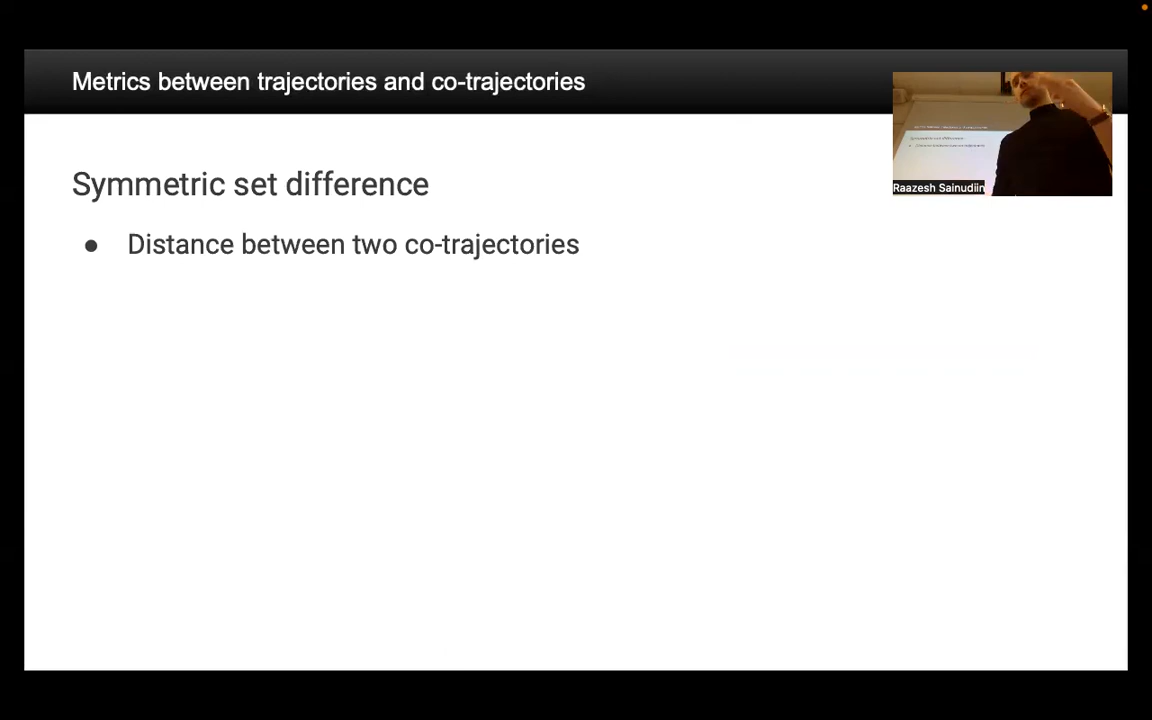 Metrics between trajectories and co-trajectories
Symmetric set difference
● Distance between two co-trajectories
Raazesh Sainudiin